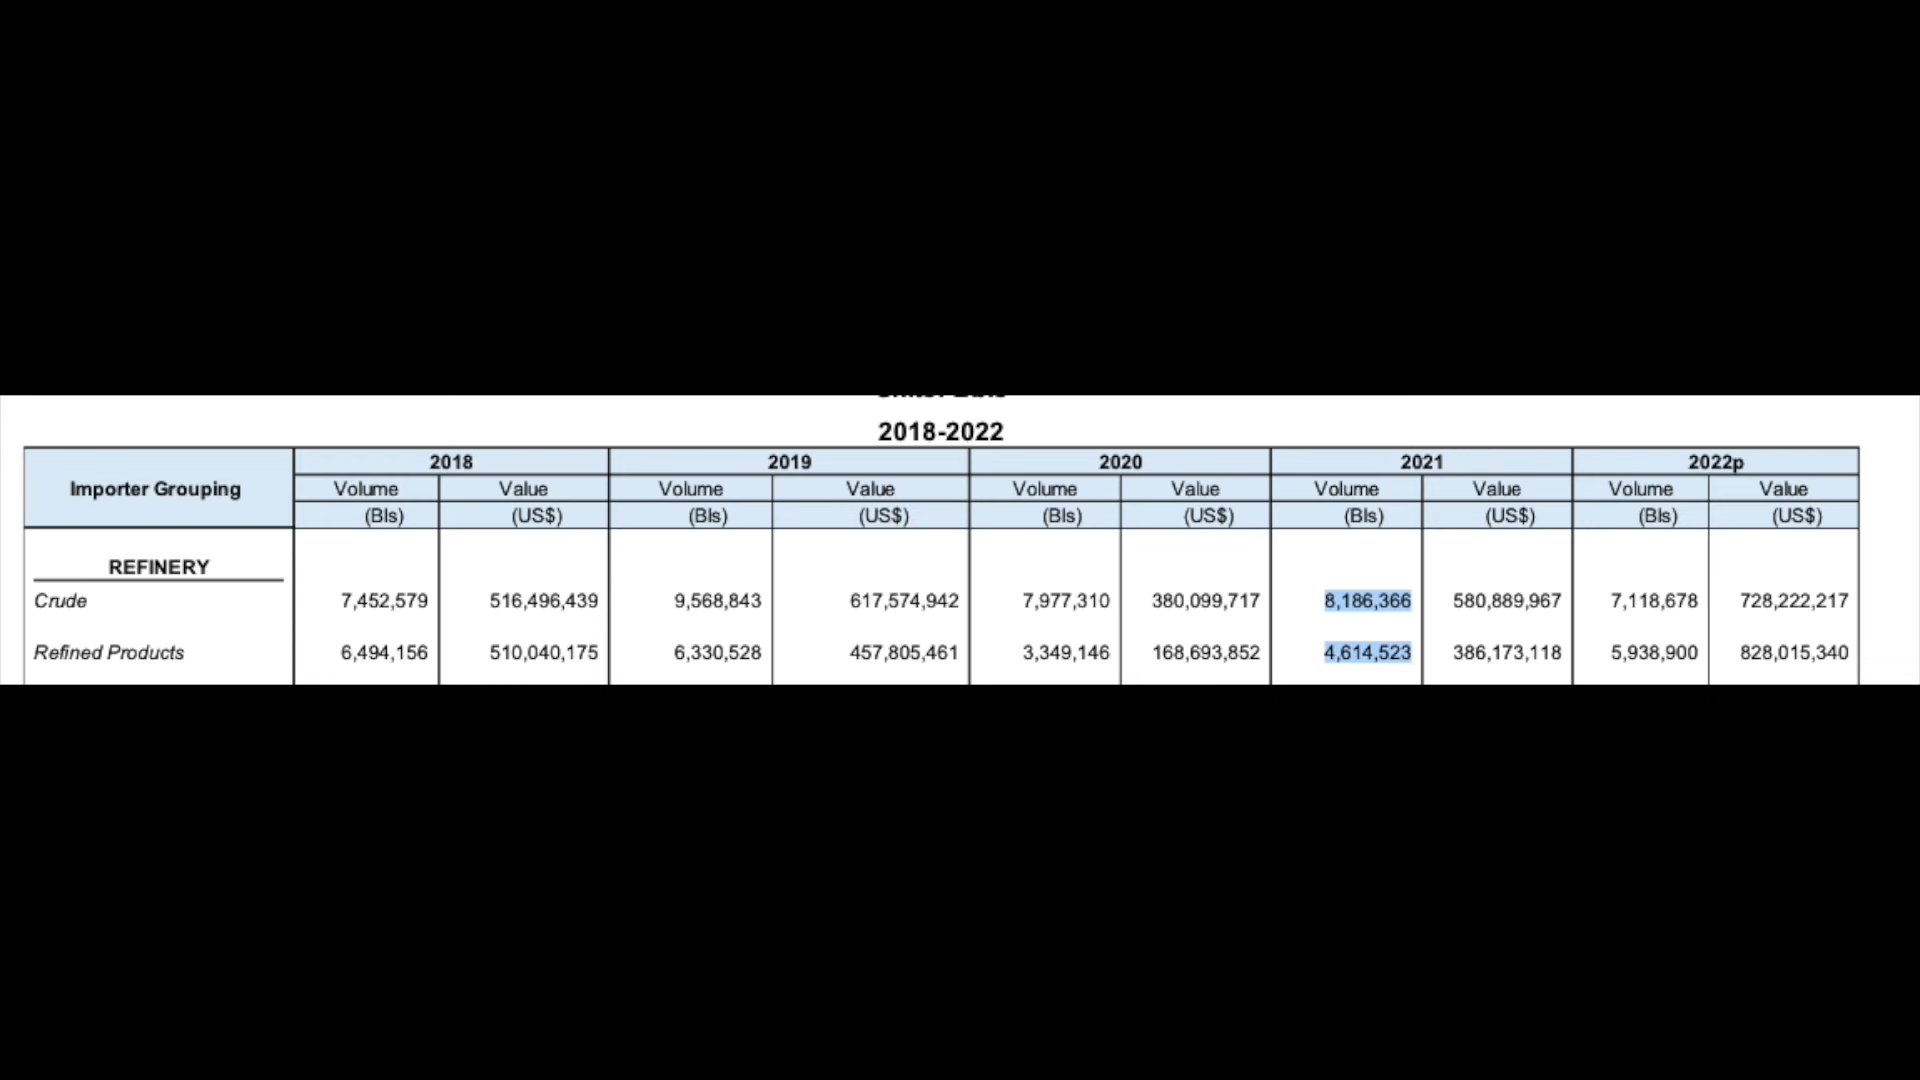 2018-2022
Importer Grouping 2018 2019 2020 2021 2022p
Volume Value Volume Value Volume Value Volume Value Volume Value
(Bls) (US$) (Bls) (US$) (Bls) (US$) (Bls) (US$) (Bls) (US$)
REFINERY
Crude 7,452,579 516,496,439 9,568,843 617,574,942 7,977,310 380,099,717 8,186,366 580,889,967 7,118,678 728,222,217
Refined Products 6,494,156 510,040,175 6,330,528 457,805,461 3,349,146 168,693,852 4,614,523 386,173,118 5,938,900 828,015,340